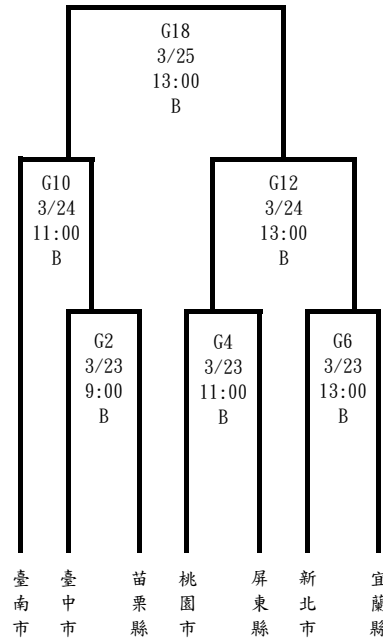 G18
3/25
13:00
B
G10
3/24
11:00
B
G12
3/24
13:00
B
G2
3/23
9:00
B
G4
3/23
11:00
B
G6
3/23
13:00
B
臺南市
臺中市
苗栗縣
桃園市
屏東縣
新北市
宜蘭縣